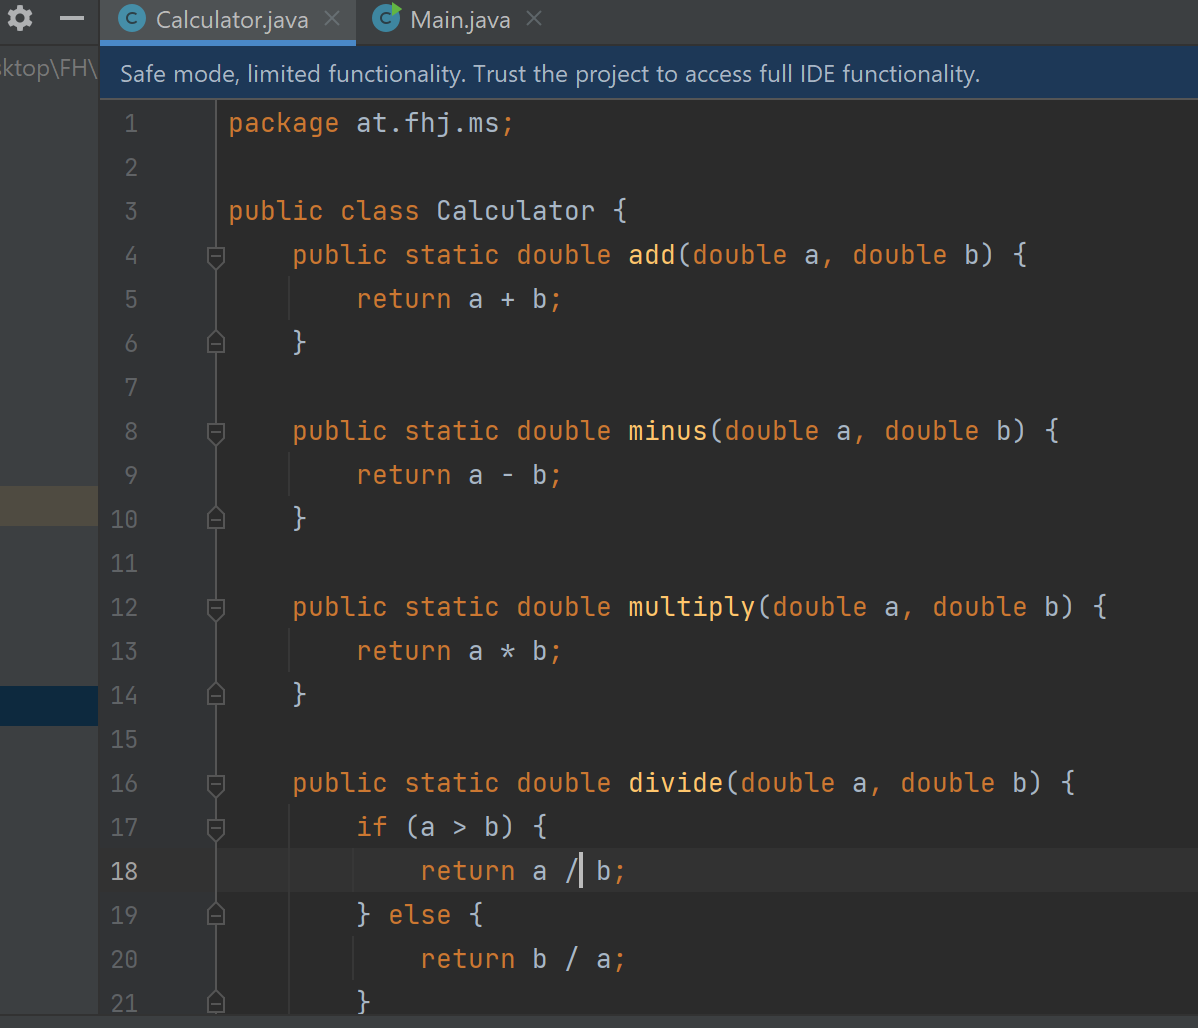 Calculator.java Main.java
sktop\FH\
Safe mode, limited functionality. Trust the project to access full IDE functionality.
1 package at.fhj.ms;
2
3 public class Calculator {
4     public static double add(double a, double b) {
5         return a + b;
6     }
7
8     public static double minus(double a, double b) {
9         return a - b;
10     }
11
12     public static double multiply(double a, double b) {
13         return a * b;
14     }
15
16     public static double divide(double a, double b) {
17         if (a > b) {
18             return a / b;
19         } else {
20             return b / a;
21         }